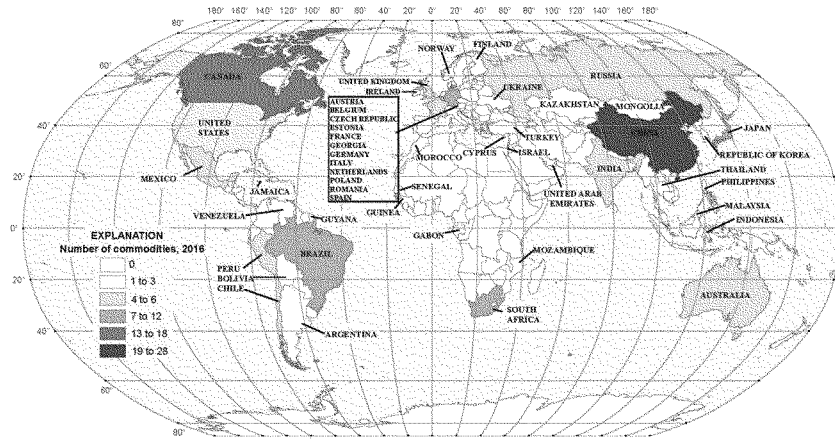 180° 160° 140° 120° 80° 40° 0° 40° 80° 120° 140° 160° 180°
80° 80°
NORWAY
FINLAND
CANADA
60° 60°
RUSSIA
UNITED KINGDOM
IRELAND
UKRAINE
AUSTRIA
BELGIUM
CZECH REPUBLIC
ESTONIA
FRANCE
GEORGIA
GERMANY
ITALY
NETHERLANDS
POLAND
ROMANIA
SPAIN
KAZAKHSTAN
MONGOLIA
UNITED
STATES
40° 40°
CHINA
JAPAN
TURKEY
REPUBLIC OF KOREA
CYPRUS
ISRAEL
MOROCCO
MEXICO
20° 20°
INDIA
THAILAND
PHILIPPINES
JAMAICA
SENEGAL
UNITED ARAB
EMIRATES
MALAYSIA
VENEZUELA
GUYANA
GUINEA
INDONESIA
0° 0°
GABON
EXPLANATION
Number of commodities, 2016
0
1 to 3
4 to 6
7 to 12
13 to 18
19 to 28
BRAZIL
MOZAMBIQUE
PERU
BOLIVIA
CHILE
20° 20°
AUSTRALIA
SOUTH
AFRICA
ARGENTINA
40° 40°
60° 60°
80° 80°